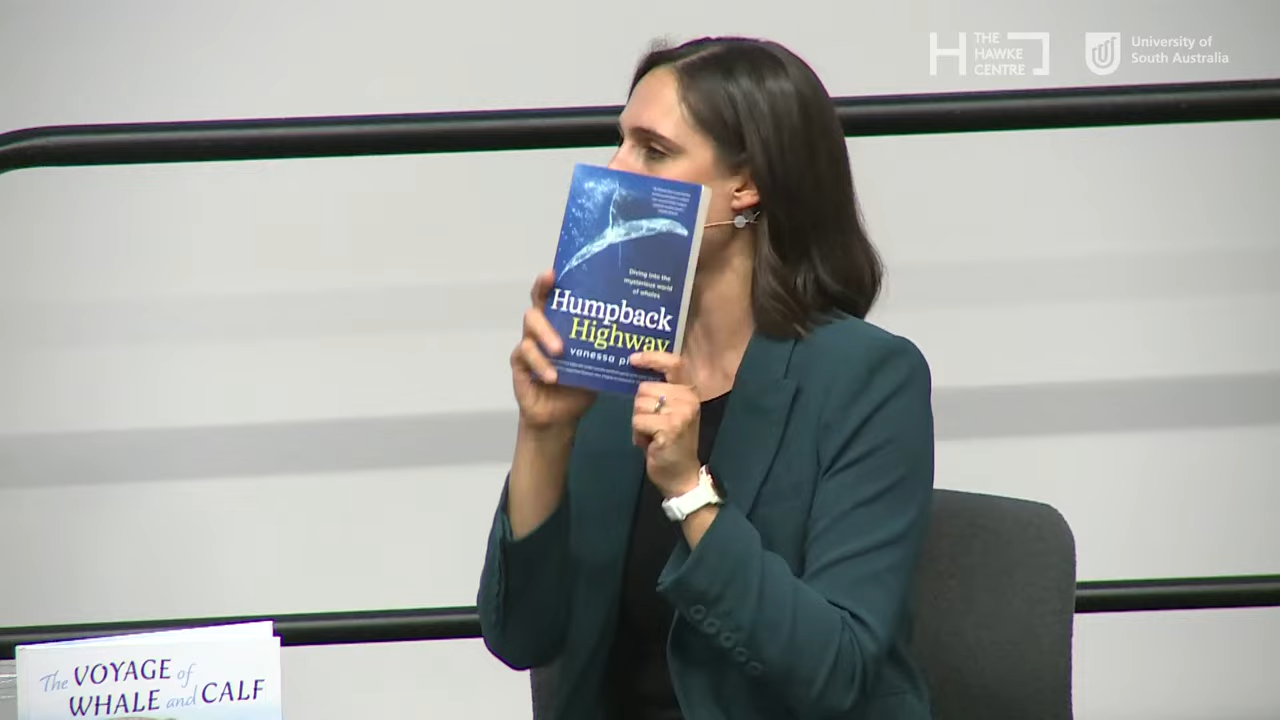 THE
HAWKE
CENTRE
University of
South Australia
Diving into the
mysterious world
of whales
Humpback
Highway
vanessa
The VOYAGE of
WHALE and CALF